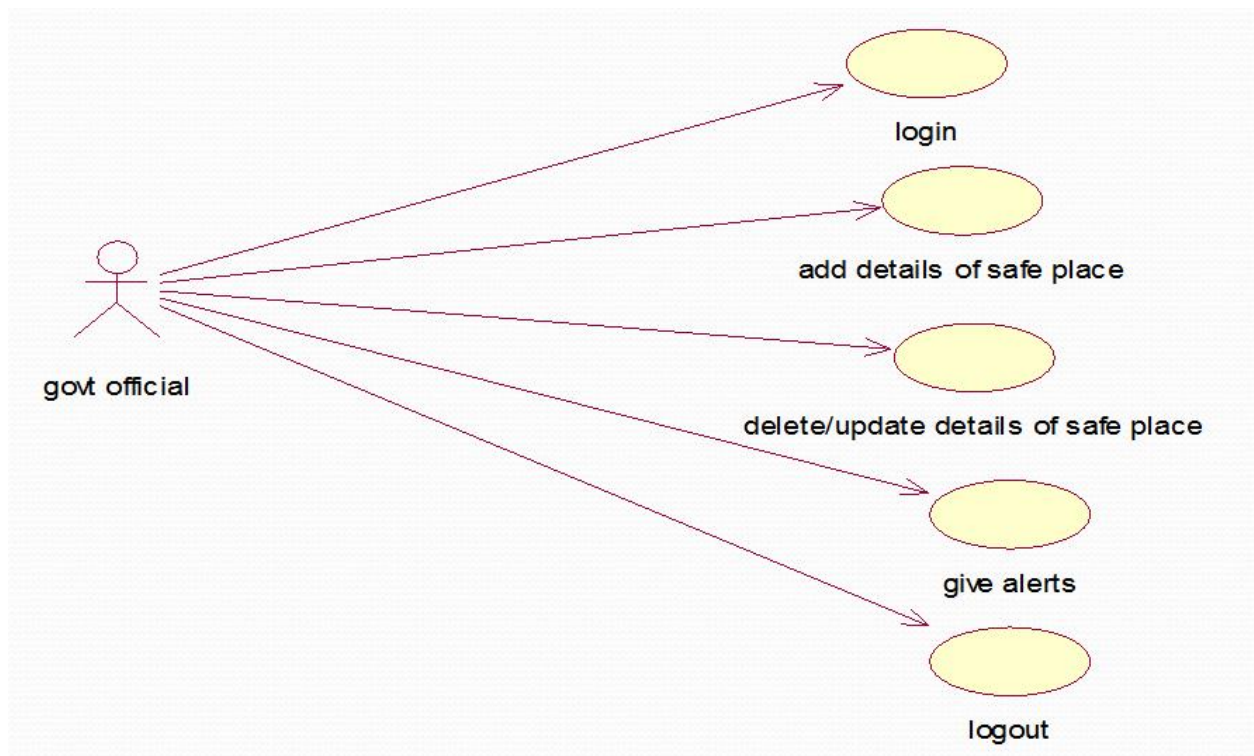 login
add details of safe place
govt official
delete/update details of safe place
give alerts
logout